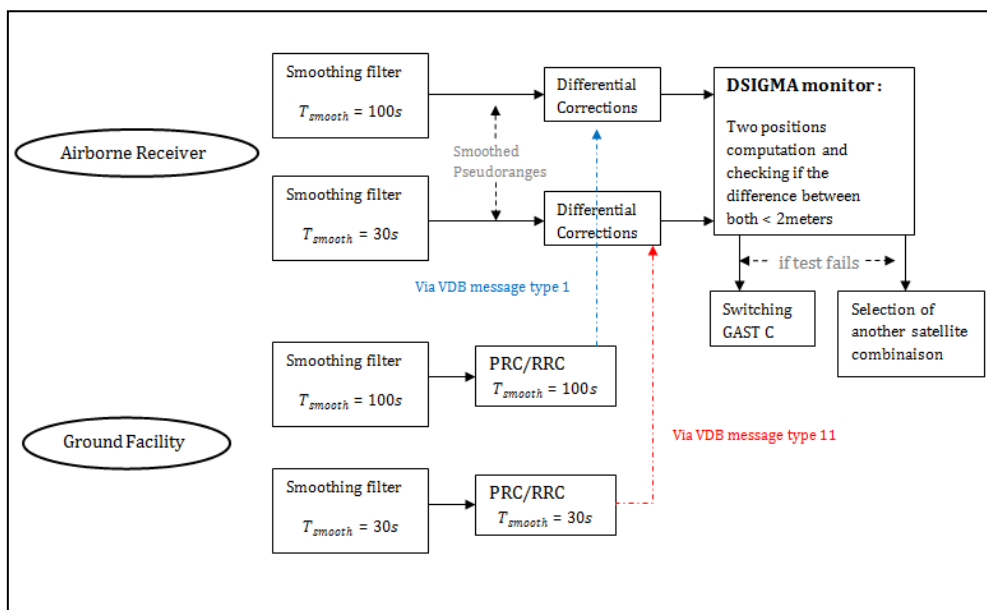 Airborne Receiver
Smoothing filter
T_smooth = 100s
Smoothing filter
T_smooth = 30s
Smoothed
Pseudoranges
Differential
Corrections
Differential
Corrections
DSIGMA monitor :
Two positions
computation and
checking if the
difference between
both < 2meters
if test fails
Switching
GAST C
Selection of
another satellite
combinaison
Via VDB message type 1
Via VDB message type 11
Ground Facility
Smoothing filter
T_smooth = 100s
PRC/RRC
T_smooth = 100s
Smoothing filter
T_smooth = 30s
PRC/RRC
T_smooth = 30s